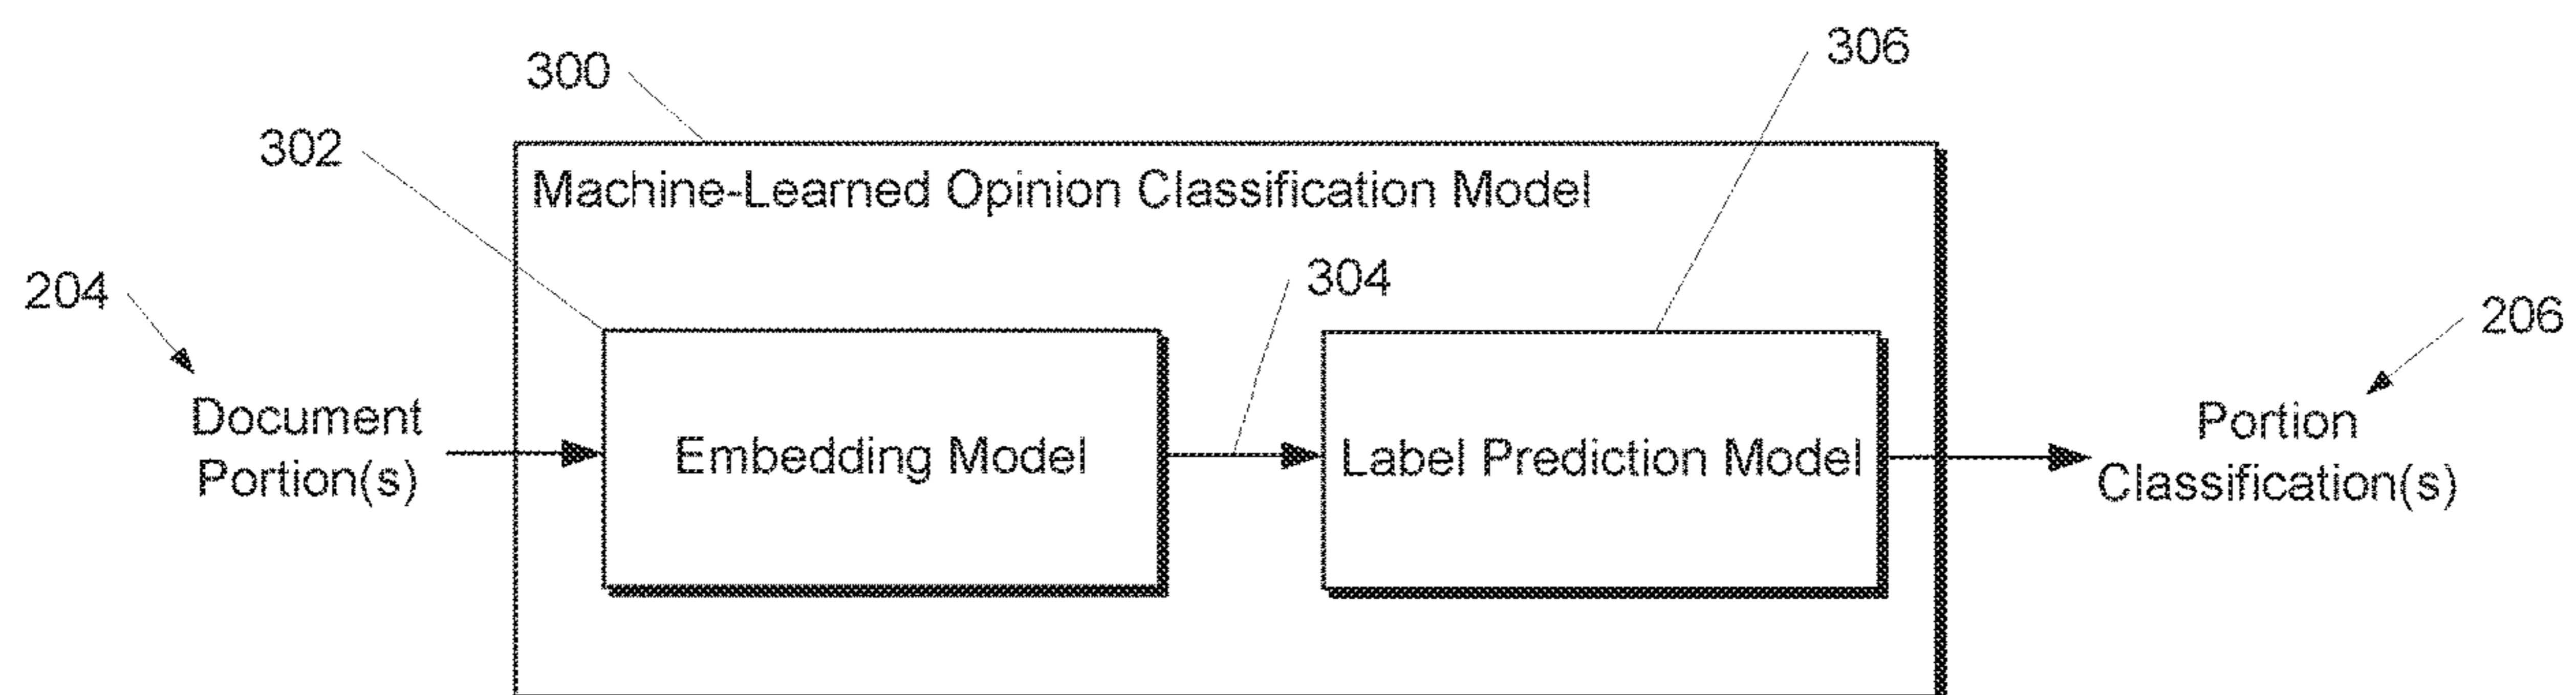 300
306
302
Machine-Learned Opinion Classification Model
204
304
206
Document
Portion(s)
Embedding Model
Label Prediction Model
Portion
Classification(s)